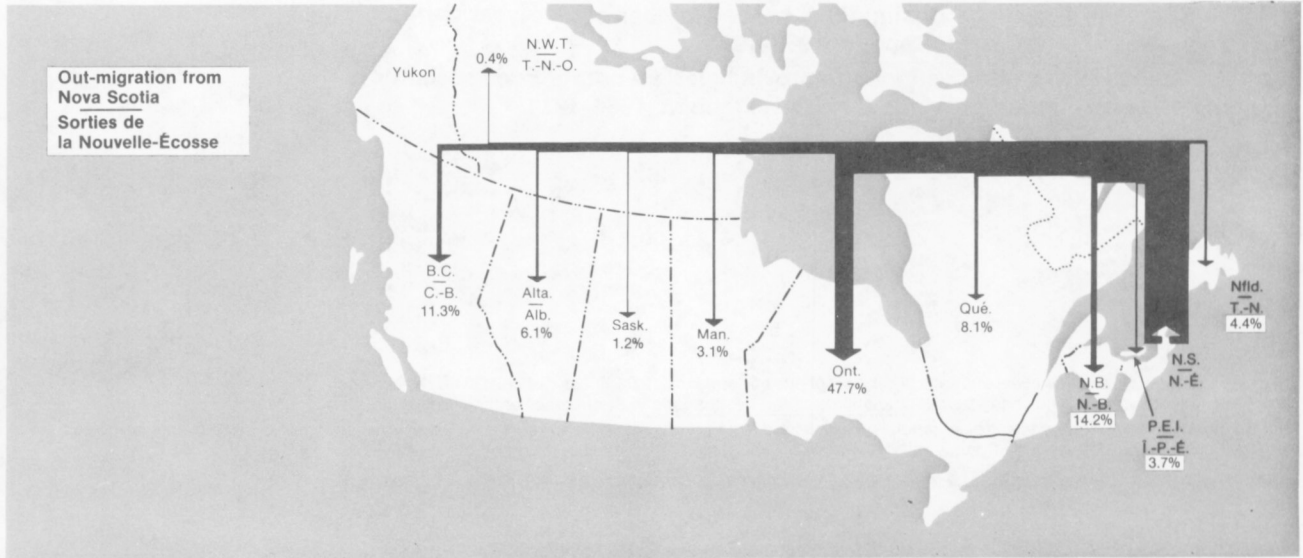 Out-migration from
Nova Scotia
Sorties de
la Nouvelle-Écosse
Yukon
0.4%
N.W.T.
T.-N.-O.
B.C.
C.-B.
11.3%
Alta.
Alb.
6.1%
Sask.
1.2%
Man.
3.1%
Ont.
47.7%
Qué.
8.1%
N.B.
N.-B.
14.2%
P.E.I.
Î.-P.-É.
3.7%
N.S.
N.-É.
Nfld.
T.-N.
4.4%